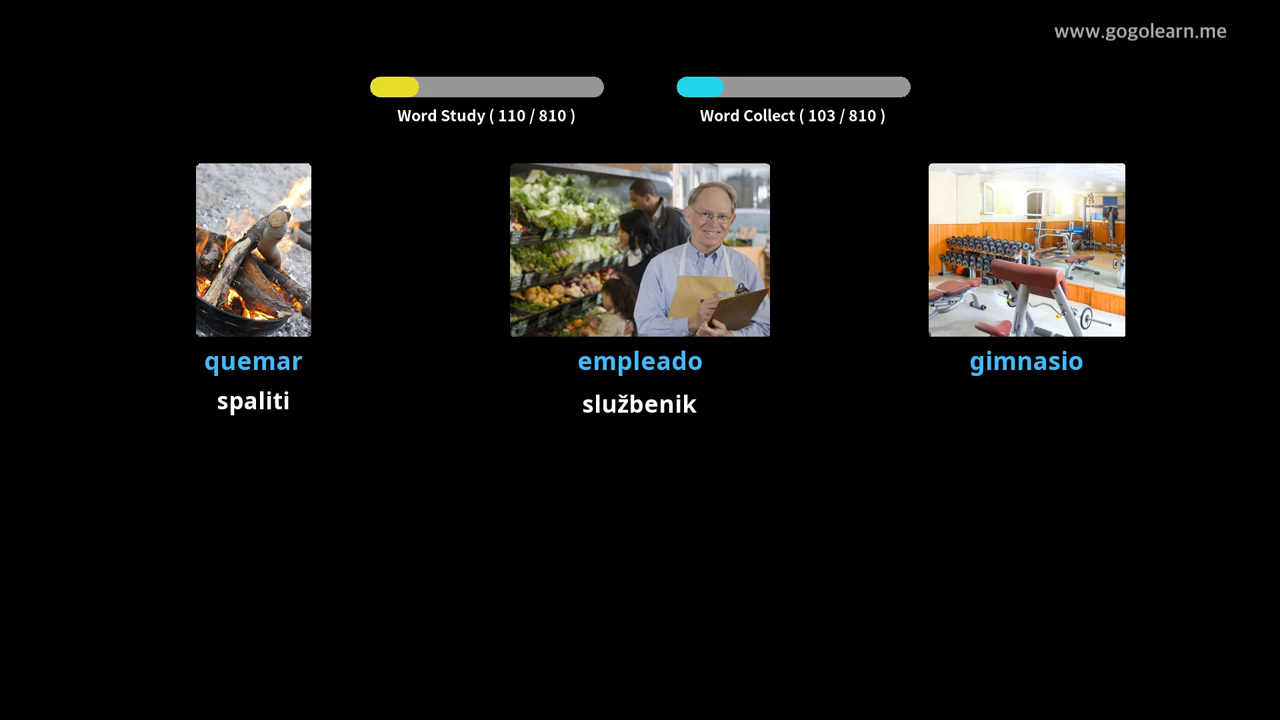 www.gogolearn.me
Word Study ( 110 / 810 )
Word Collect ( 103 / 810 )
quemar
empleado
gimnasio
spaliti
službenik